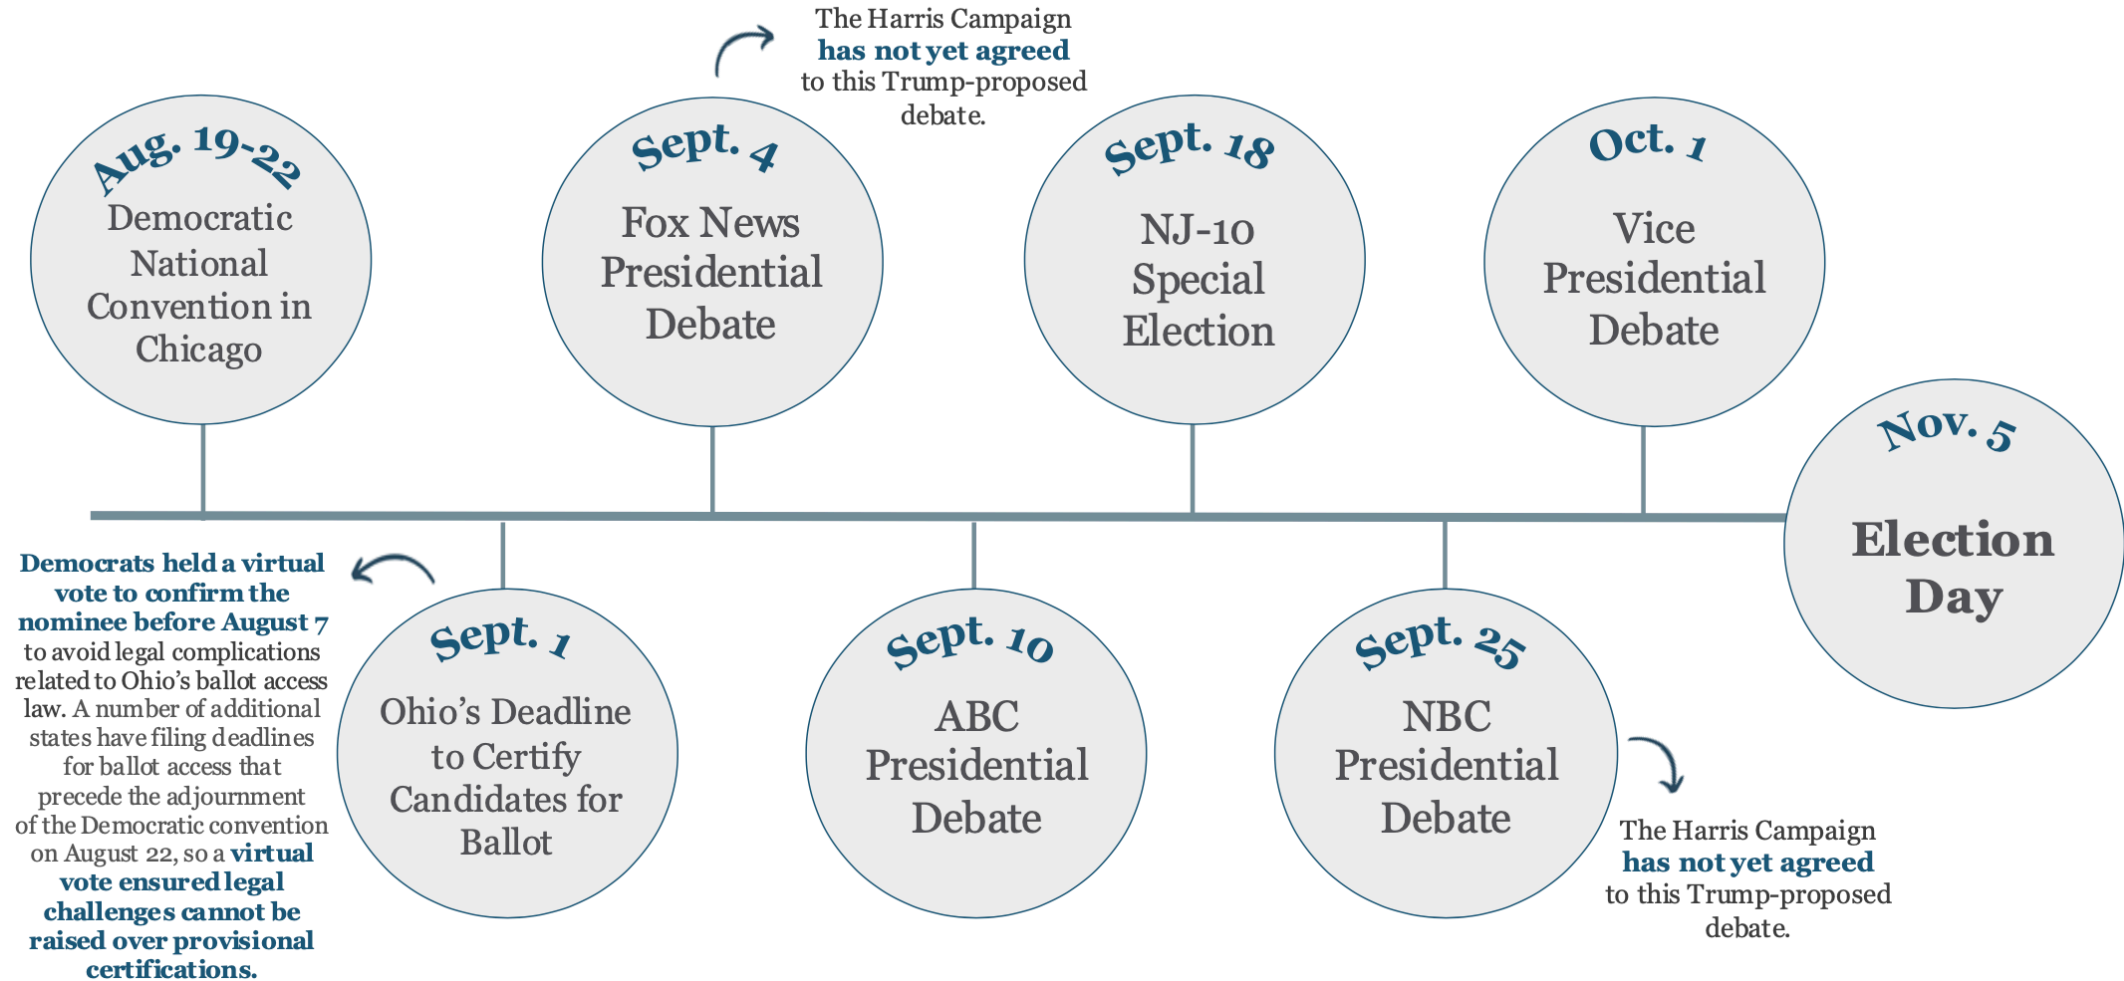 Aug. 19-22
Democratic
National
Convention in
Chicago
Democrats held a virtual
vote to confirm the
nominee before August 7
to avoid legal complications
related to Ohio’s ballot access
law. A number of additional
states have filing deadlines
for ballot access that
precede the adjournment
of the Democratic convention
on August 22, so a virtual
vote ensured legal
challenges cannot be
raised over provisional
certifications.
Sept. 1
Ohio’s Deadline
to Certify
Candidates for
Ballot
Sept. 4
Fox News
Presidential
Debate
The Harris Campaign
has not yet agreed
to this Trump-proposed
debate.
Sept. 10
ABC
Presidential
Debate
Sept. 18
NJ-10
Special
Election
Sept. 25
NBC
Presidential
Debate
The Harris Campaign
has not yet agreed
to this Trump-proposed
debate.
Oct. 1
Vice
Presidential
Debate
Nov. 5
Election
Day